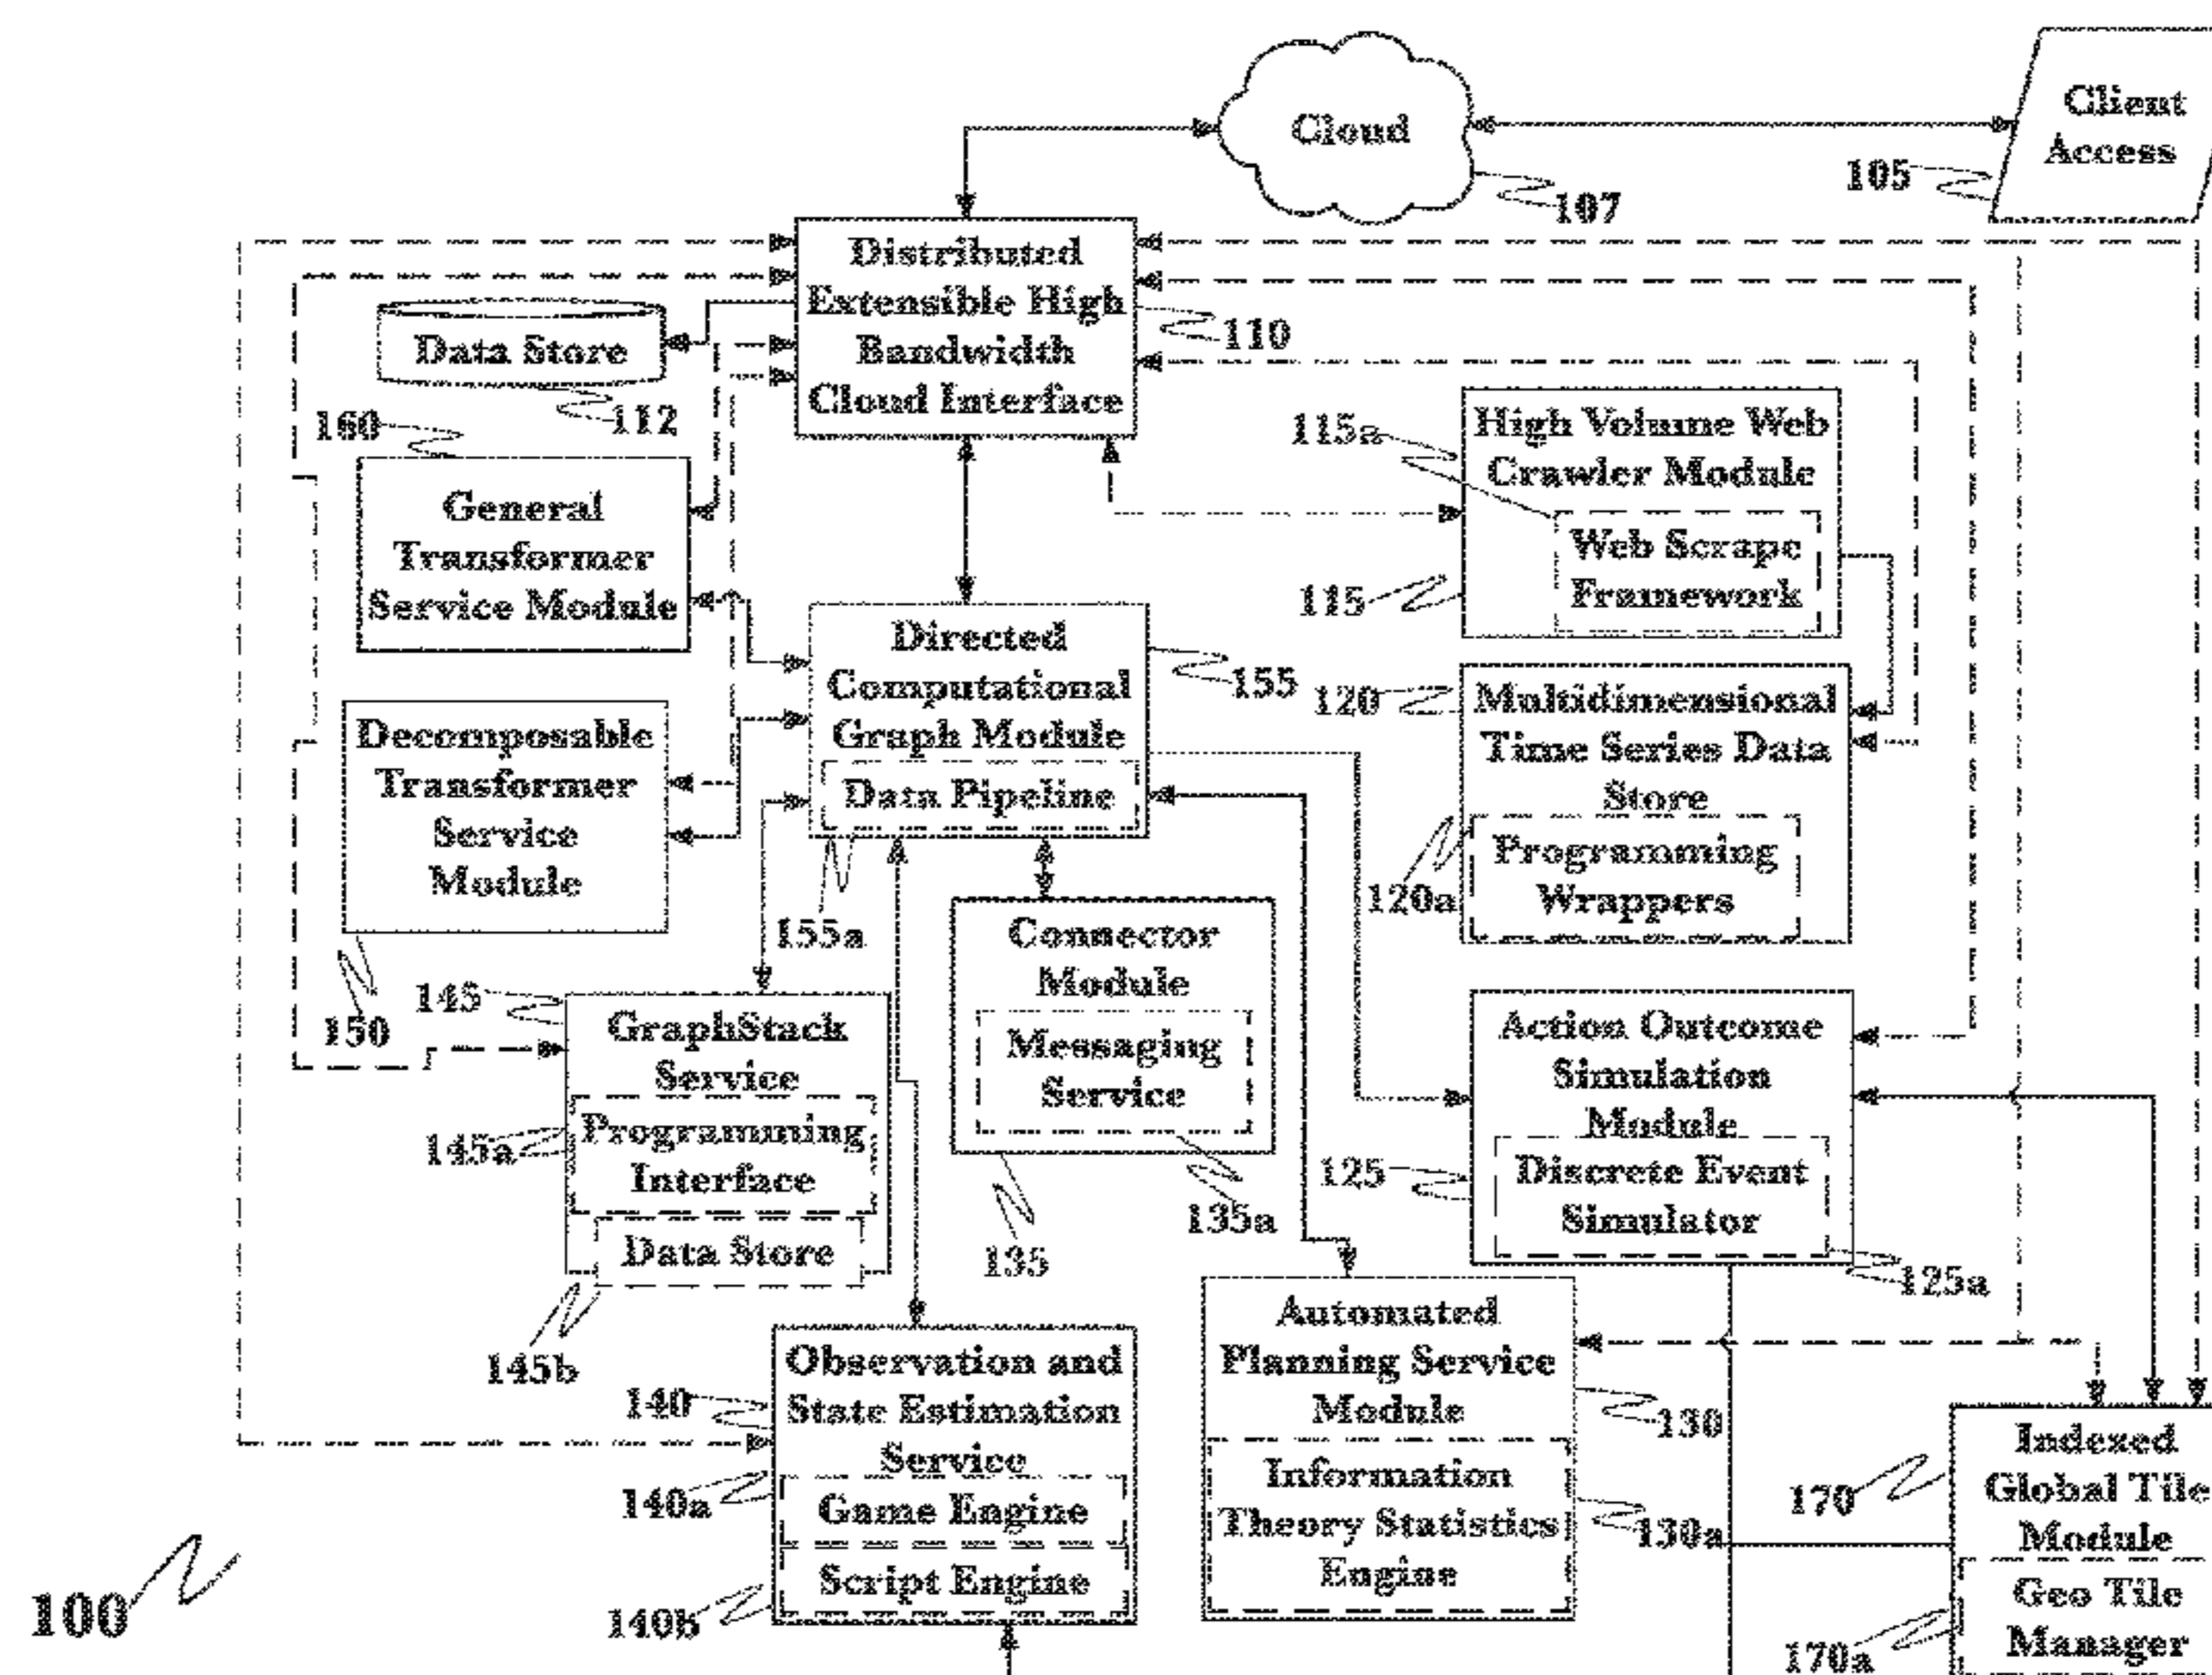 Cloud
Client
Access
105
107
Distributed
Extensible High
Bandwidth
Cloud Interface
110
Data Store
112
160
General
Transformer
Service Module
115a
High Volume Web
Crawler Module
Web Scrape
Framework
115
Directed
Computational
Graph Module
Data Pipeline
155
155a
120
Multidimensional
Time Series Data
Store
Programming
Wrappers
120a
Decomposable
Transformer
Service
Module
150
145
GraphStack
Service
Programming
Interface
Data Store
145a
145b
Connector
Module
Messaging
Service
135
135a
Action Outcome
Simulation
Module
Discrete Event
Simulator
125
125a
140
Observation and
State Estimation
Service
Game Engine
Script Engine
140a
140b
Automated
Planning Service
Module
Information
Theory Statistics
Engine
130
130a
170
Indexed
Global Tile
Module
Geo Tile
Manager
170a
100